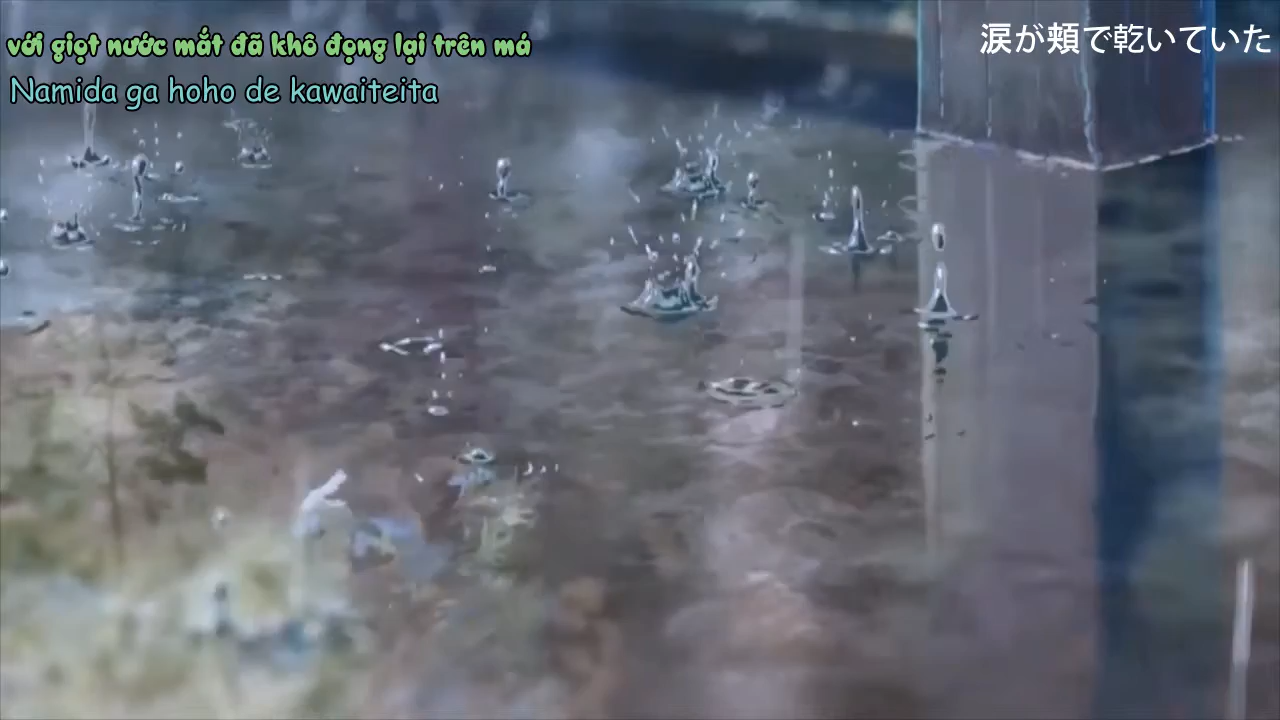 với giọt nước mắt đã khô đọng lại trên má
Namida ga hoho de kawaiteita
涙が頬で乾いていた